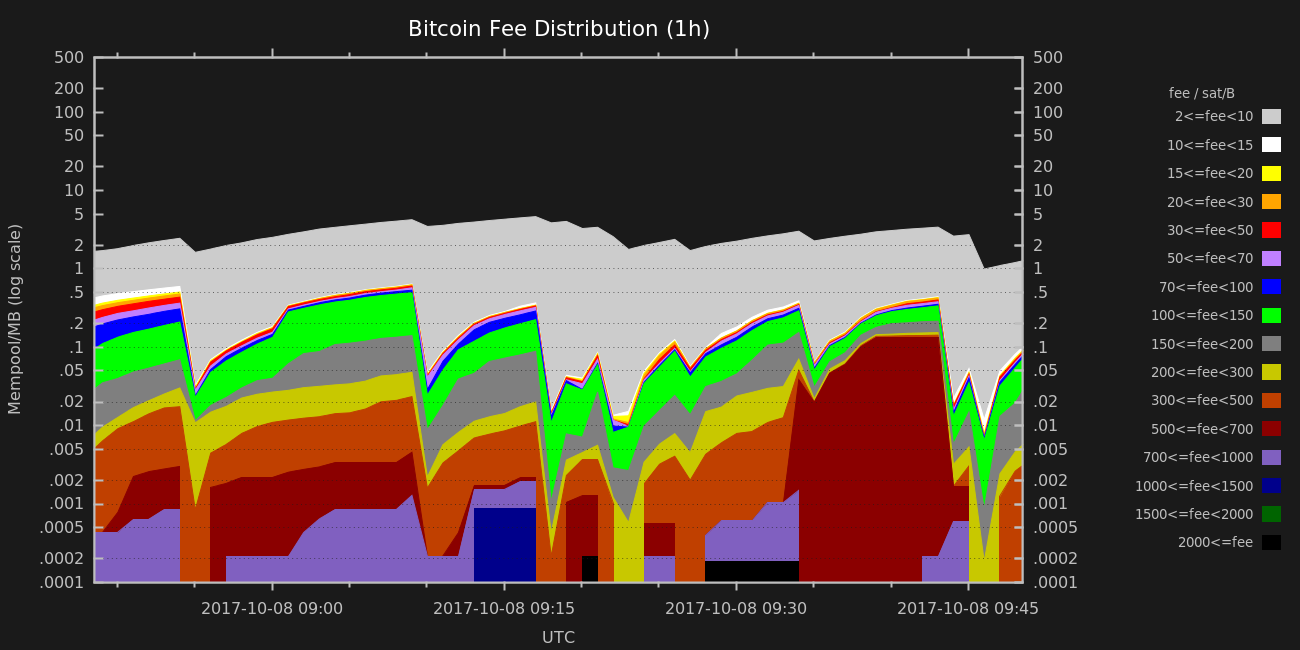 Bitcoin Fee Distribution (1h)
500 500
200 200
100 100
50 50
20 20
10 10
5 5
2 2
1 1
.5 .5
.2 .2
.1 .1
.05 .05
.02 .02
.01 .01
.005 .005
.002 .002
.001 .001
.0005 .0005
.0002 .0002
.0001 .0001
Mempool/MB (log scale)
2017-10-08 09:00 2017-10-08 09:15 2017-10-08 09:30 2017-10-08 09:45
UTC
fee / sat/B
2<=fee<10
10<=fee<15
15<=fee<20
20<=fee<30
30<=fee<50
50<=fee<70
70<=fee<100
100<=fee<150
150<=fee<200
200<=fee<300
300<=fee<500
500<=fee<700
700<=fee<1000
1000<=fee<1500
1500<=fee<2000
2000<=fee